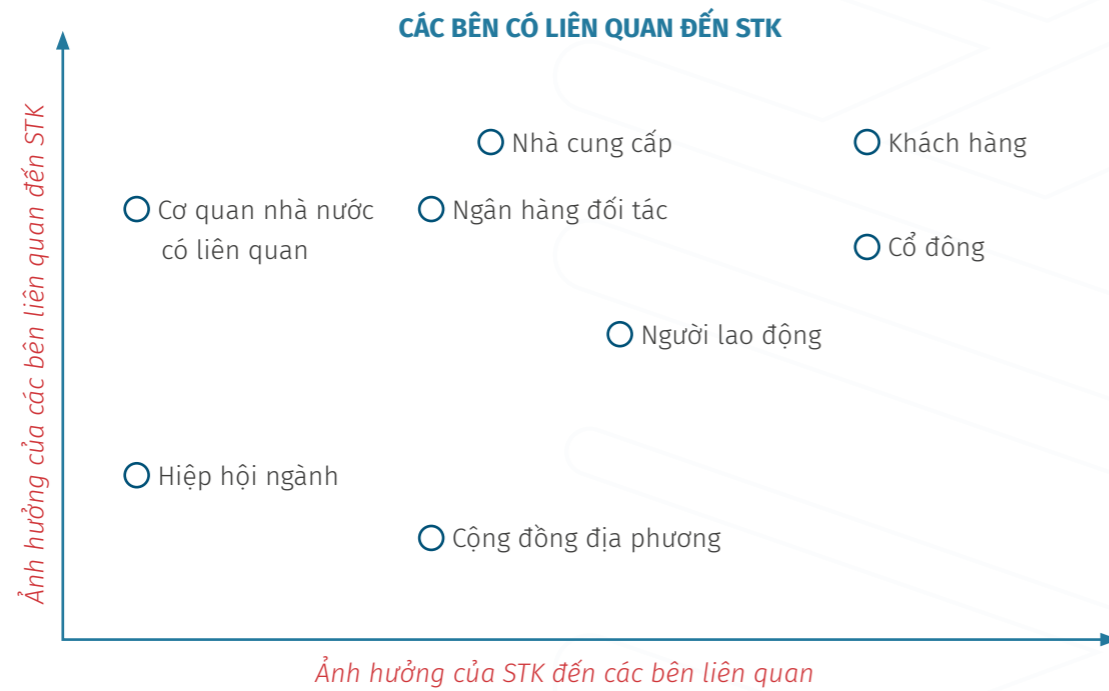 CÁC BÊN CÓ LIÊN QUAN ĐẾN STK
Ảnh hưởng của các bên liên quan đến STK
Nhà cung cấp
Khách hàng
Cơ quan nhà nước
có liên quan
Ngân hàng đối tác
Cổ đông
Người lao động
Hiệp hội ngành
Cộng đồng địa phương
Ảnh hưởng của STK đến các bên liên quan